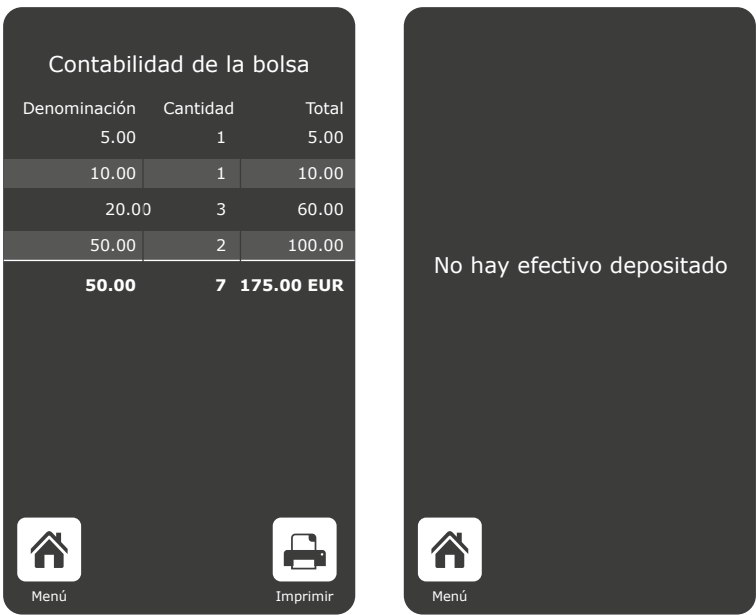 Contabilidad de la bolsa
Denominación Cantidad Total
5.00 1 5.00
10.00 1 10.00
20.00 3 60.00
50.00 2 100.00
50.00 7 175.00 EUR
Menú Imprimir
No hay efectivo depositado
Menú